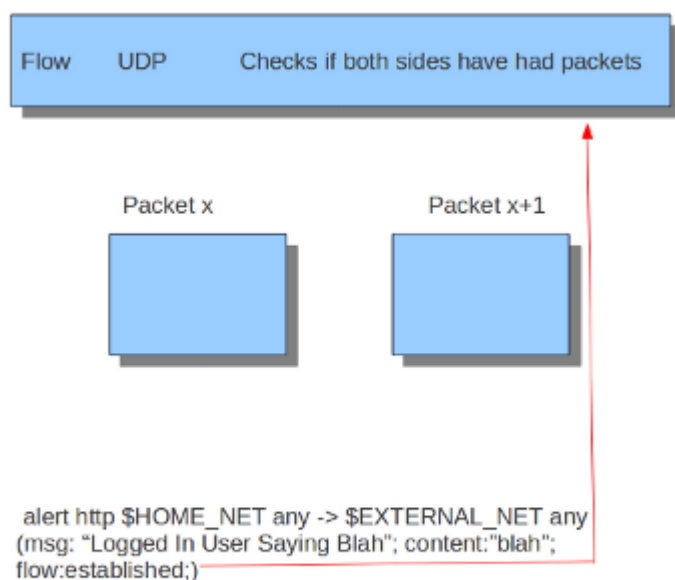 Flow UDP Checks if both sides have had packets
Packet x Packet x+1
alert http $HOME_NET any -> $EXTERNAL_NET any
(msg: “Logged In User Saying Blah"; content:"blah";
flow:established;)